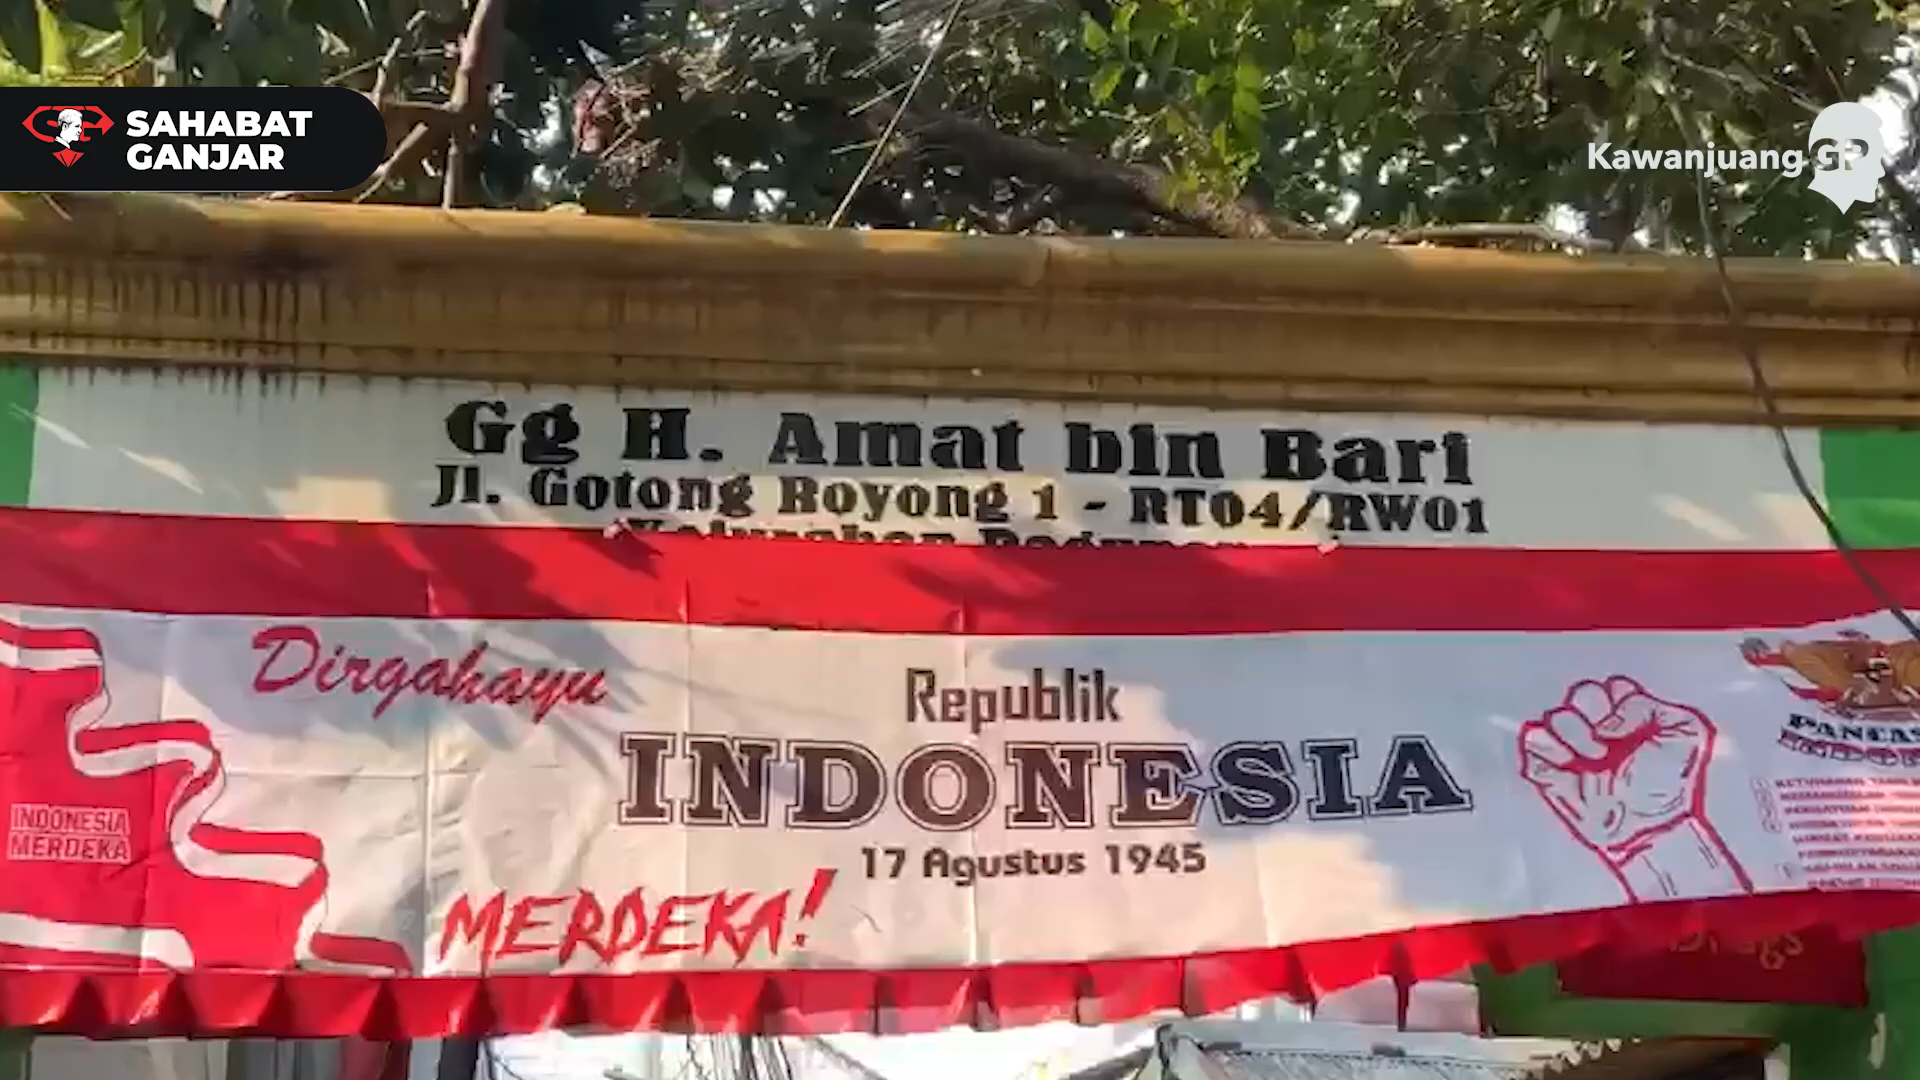 SAHABAT
GANJAR
Kawanjuang GP
Gg H. Amat bin Bari
Jl. Gotong Royong 1 - RT04/RW01
Dirgahayu
Republik
INDONESIA
17 Agustus 1945
MERDEKA!
INDONESIA
MERDEKA